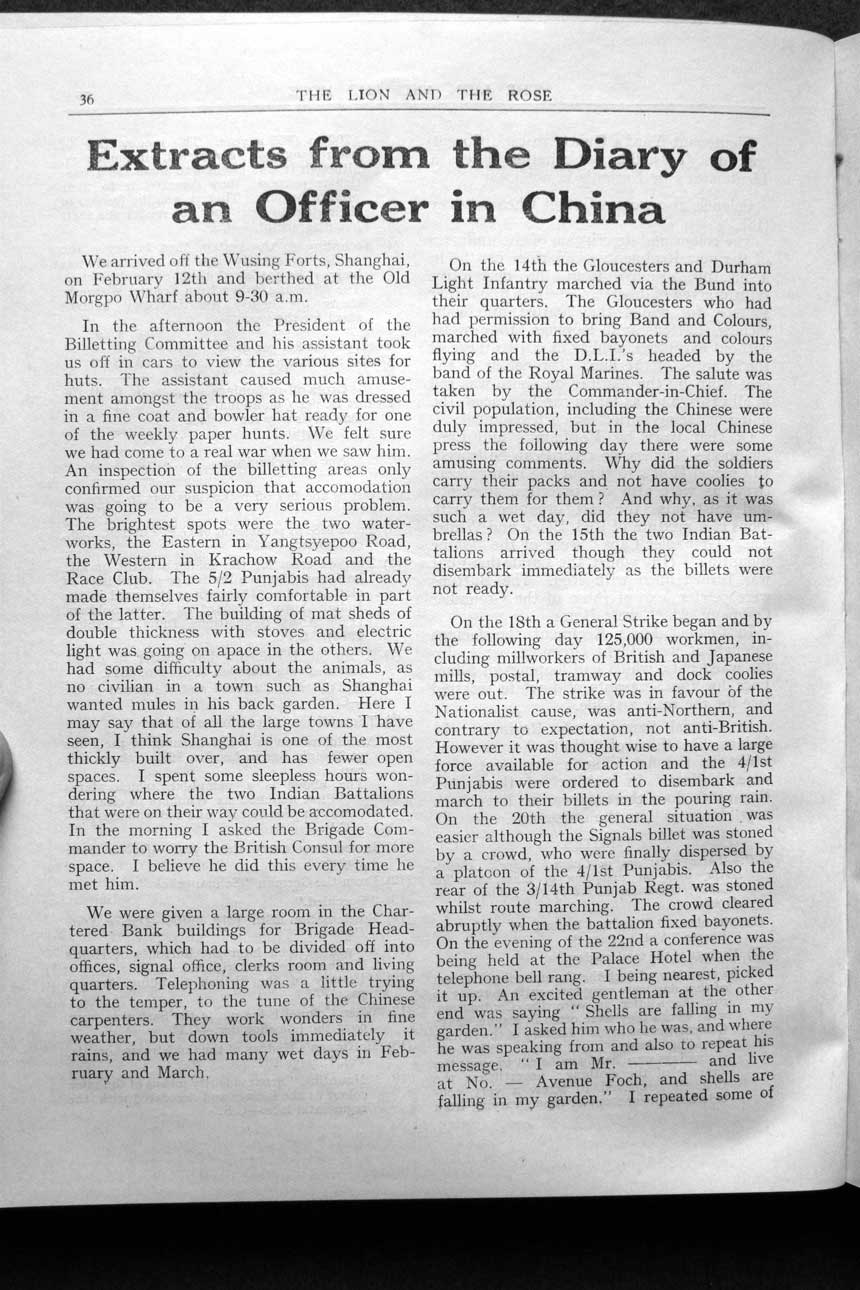 36
THE LION AND THE ROSE
Extracts from the Diary of
an Officer in China
We arrived off the Wusing Forts, Shanghai,
on February 12th and berthed at the Old
Morgpo Wharf about 9-30 a.m.
In the afternoon the President of the
Billetting Committee and his assistant took
us off in cars to view the various sites for
huts. The assistant caused much amuse-
ment amongst the troops as he was dressed
in a fine coat and bowler hat ready for one
of the weekly paper hunts. We felt sure
we had come to a real war when we saw him.
An inspection of the billetting areas only
confirmed our suspicion that accomodation
was going to be a very serious problem.
The brightest spots were the two water-
works, the Eastern in Yangtsyepoo Road,
the Western in Krachow Road and the
Race Club. The 5/2 Punjabis had already
made themselves fairly comfortable in part
of the latter. The building of mat sheds of
double thickness with stoves and electric
light was going on apace in the others. We
had some difficulty about the animals, as
no civilian in a town such as Shanghai
wanted mules in his back garden. Here I
may say that of all the large towns I have
seen, I think Shanghai is one of the most
thickly built over, and has fewer open
spaces. I spent some sleepless hours won-
dering where the two Indian Battalions
that were on their way could be accomodated.
In the morning I asked the Brigade Com-
mander to worry the British Consul for more
space. I believe he did this every time he
met him.
We were given a large room in the Char-
tered Bank buildings for Brigade Head-
quarters, which had to be divided off into
offices, signal office, clerks room and living
quarters. Telephoning was a little trying
to the temper, to the tune of the Chinese
carpenters. They work wonders in fine
weather, but down tools immediately it
rains, and we had many wet days in Feb-
ruary and March.
On the 14th the Gloucesters and Durham
Light Infantry marched via the Bund into
their quarters. The Gloucesters who had
had permission to bring Band and Colours,
marched with fixed bayonets and colours
flying and the D.L.I.'s headed by the
band of the Royal Marines. The salute was
taken by the Commander-in-Chief. The
civil population, including the Chinese were
duly impressed, but in the local Chinese
press the following day there were some
amusing comments. Why did the soldiers
carry their packs and not have coolies to
carry them for them? And why, as it was
such a wet day, did they not have um-
brellas? On the 15th the two Indian Bat-
talions arrived though they could not
disembark immediately as the billets were
not ready.
On the 18th a General Strike began and by
the following day 125,000 workmen, in-
cluding millworkers of British and Japanese
mills, postal, tramway and dock coolies
were out. The strike was in favour of the
Nationalist cause, was anti-Northern, and
contrary to expectation, not anti-British.
However it was thought wise to have a large
force available for action and the 4/1st
Punjabis were ordered to disembark and
march to their billets in the pouring rain.
On the 20th the general situation was
easier although the Signals billet was stoned
by a crowd, who were finally dispersed by
a platoon of the 4/1st Punjabis. Also the
rear of the 3/14th Punjab Regt. was stoned
whilst route marching. The crowd cleared
abruptly when the battalion fixed bayonets.
On the evening of the 22nd a conference was
being held at the Palace Hotel when the
telephone bell rang. I being nearest, picked
it up. An excited gentleman at the other
end was saying " Shells are falling in my
garden." I asked him who he was, and where
he was speaking from and also to repeat his
message. " I am Mr. ——— and live
at No. — Avenue Foch, and shells are
falling in my garden." I repeated some of